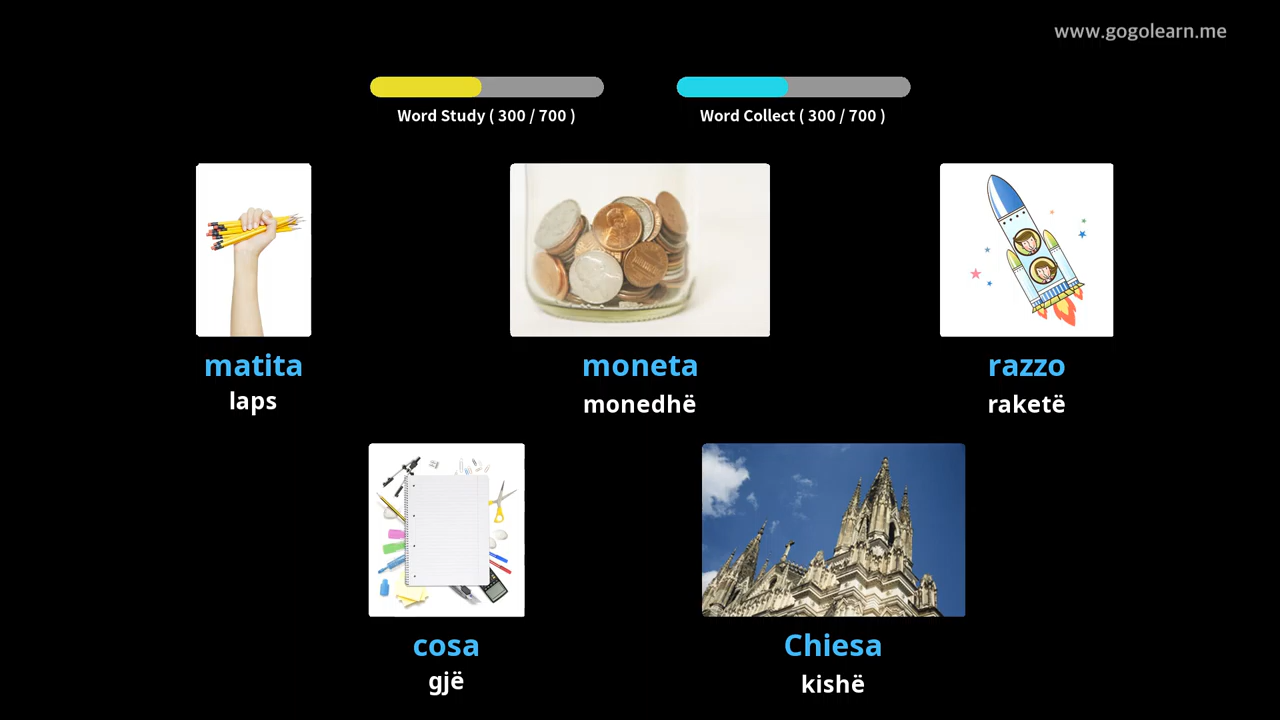 www.gogolearn.me
Word Study ( 300 / 700 )
Word Collect ( 300 / 700 )
matita
laps
moneta
monedhë
razzo
raketë
cosa
gjë
Chiesa
kishë